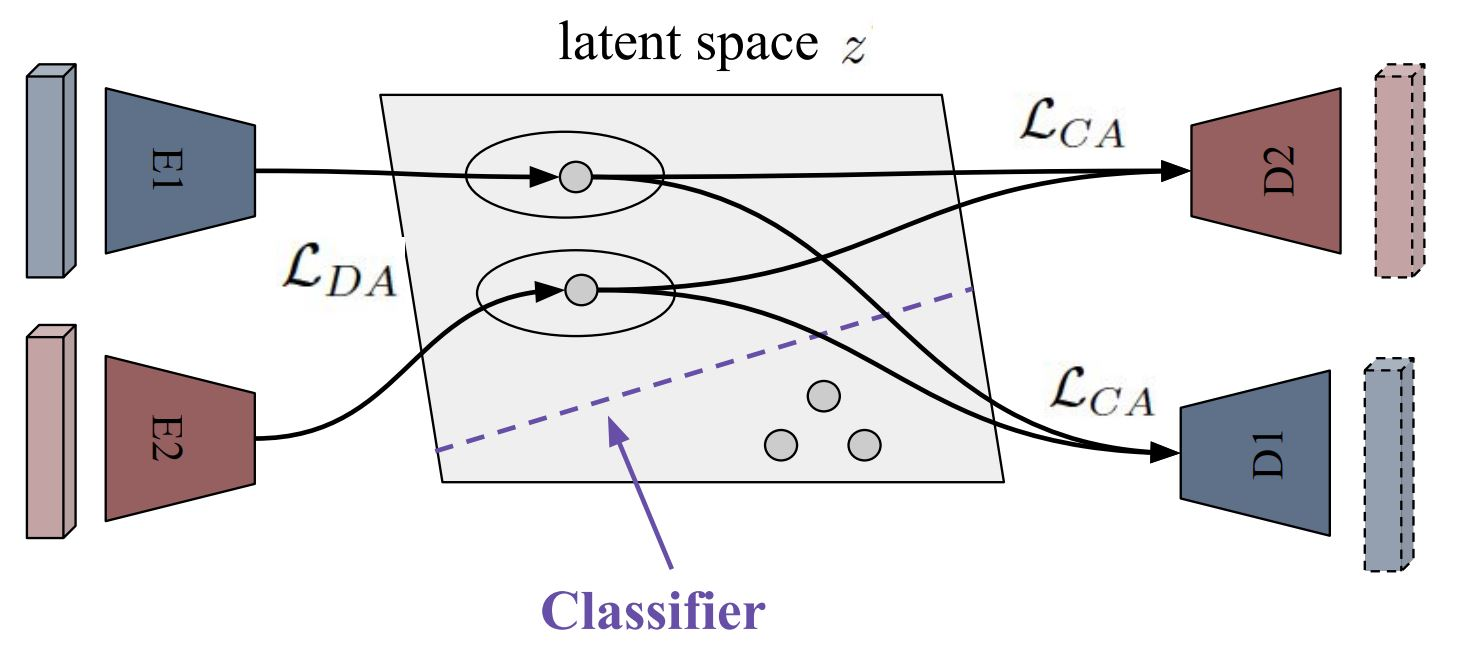 latent space z
E1
ℒ_CA
D2
ℒ_DA
E2
ℒ_CA
D1
Classifier